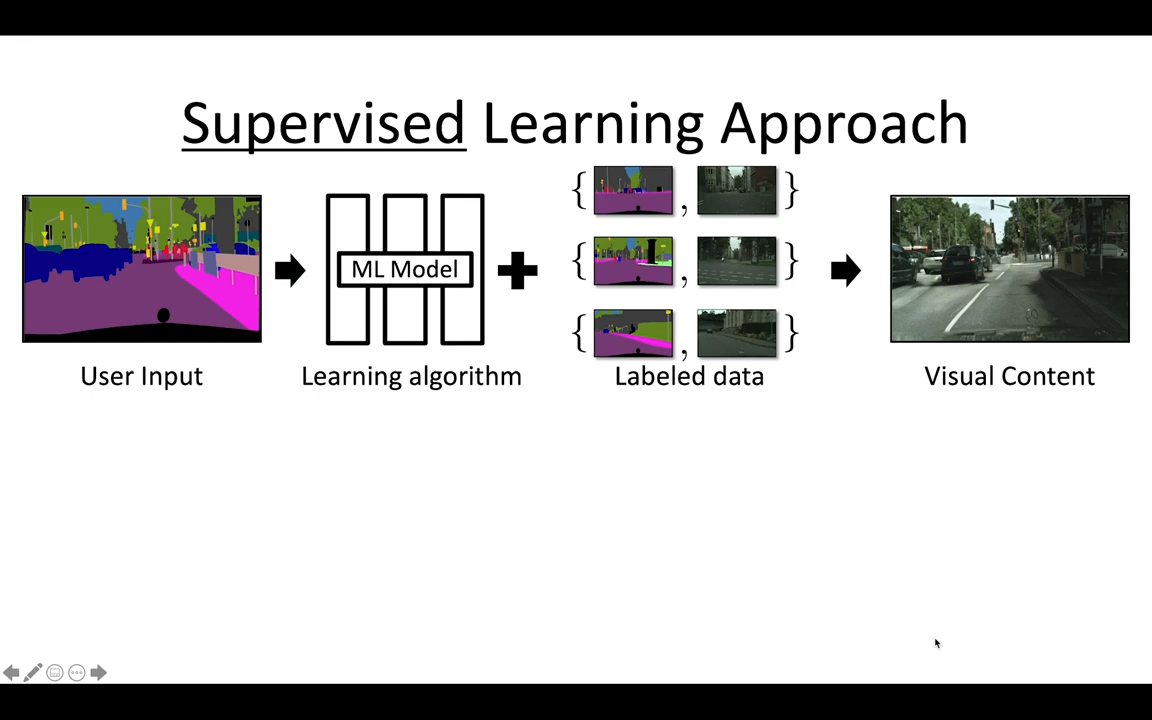 Supervised Learning Approach
{ , }
ML Model
{ , }
{ , }
User Input
Learning algorithm
Labeled data
Visual Content